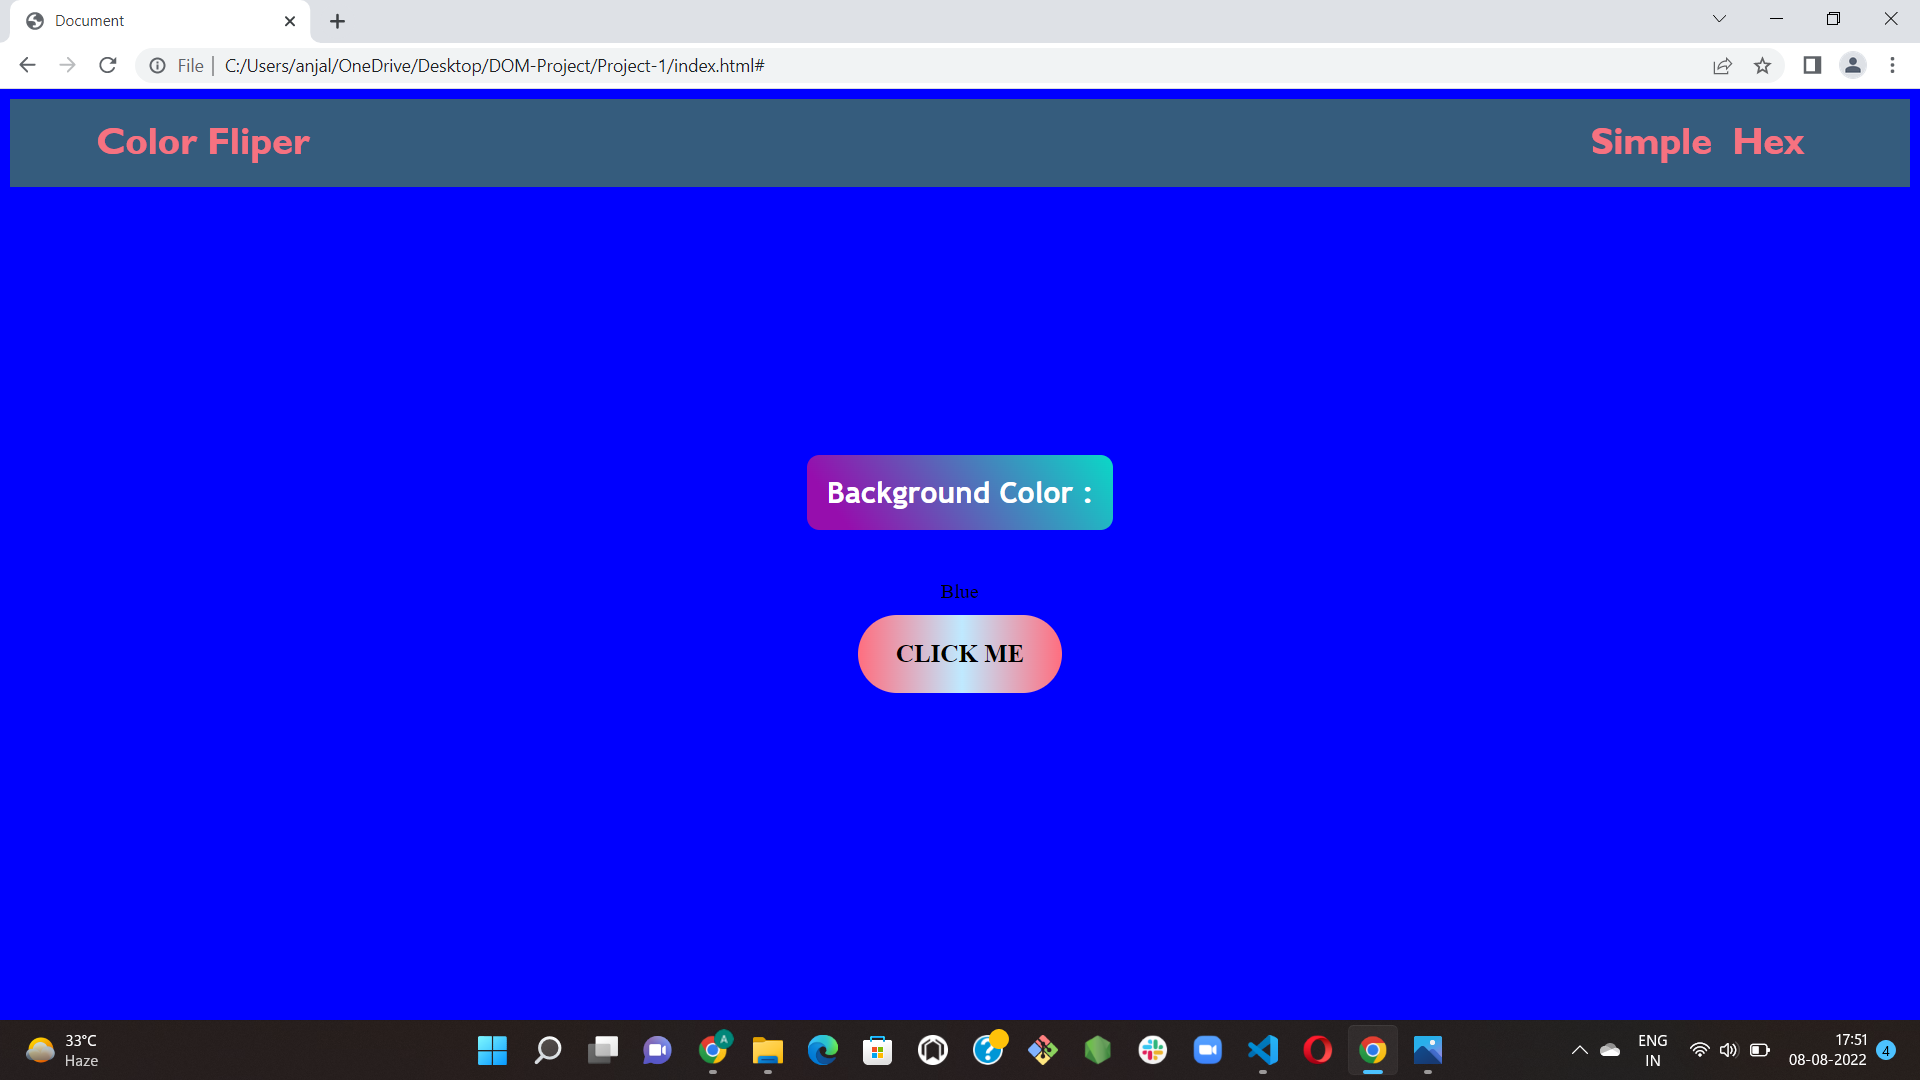 Document
File
C:/Users/anjal/OneDrive/Desktop/DOM-Project/Project-1/index.html#
Color Fliper
Simple Hex
Background Color :
Blue
CLICK ME
33°C
Haze
A
ENG
IN
17:51
08-08-2022
4